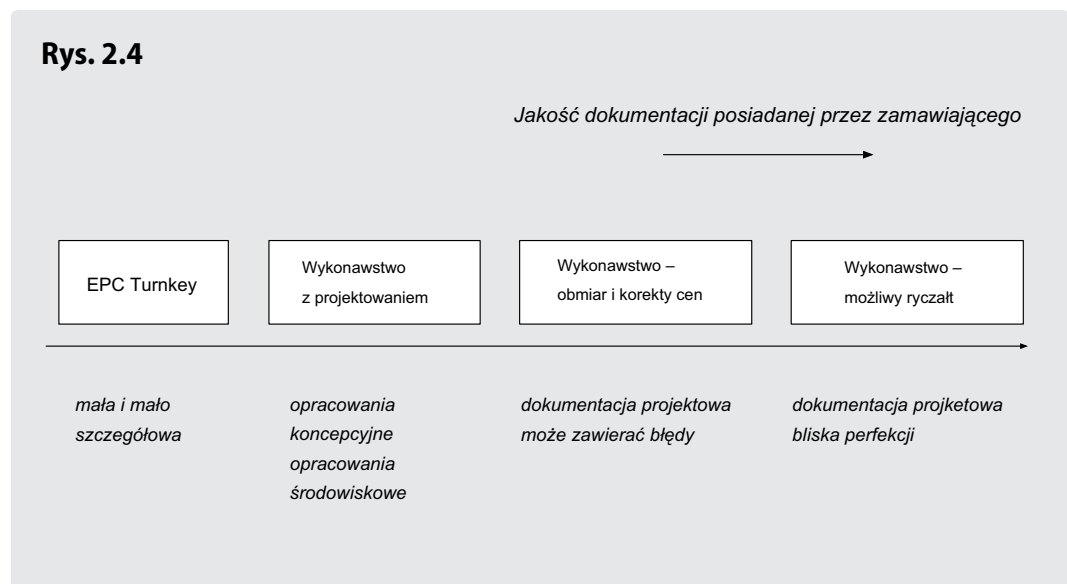 Rys. 2.4
Jakość dokumentacji posiadanej przez zamawiającego
EPC Turnkey
Wykonawstwo
z projektowaniem
Wykonawstwo –
obmiar i korekty cen
Wykonawstwo –
możliwy ryczałt
mała i mało
szczegółowa
opracowania
koncepcyjne
opracowania
środowiskowe
dokumentacja projektowa
może zawierać błędy
dokumentacja projketowa
bliska perfekcji